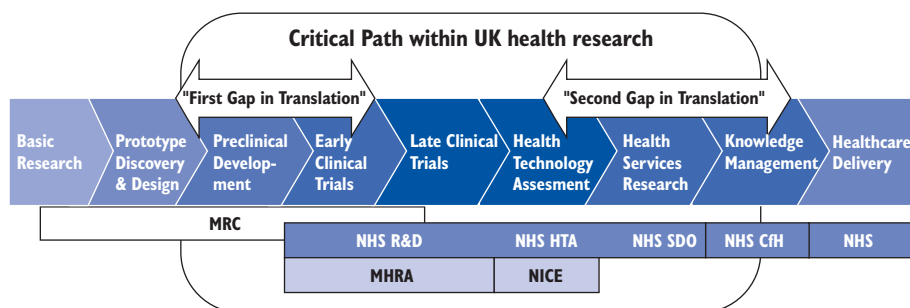 Critical Path within UK health research
"First Gap in Translation"
"Second Gap in Translation"
Basic
Research
Prototype
Discovery
& Design
Preclinical
Develop-
ment
Early
Clinical
Trials
Late Clinical
Trials
Health
Technology
Assesment
Health
Services
Research
Knowledge
Management
Healthcare
Delivery
MRC
NHS R&D
NHS HTA
NHS SDO
NHS CfH
NHS
MHRA
NICE